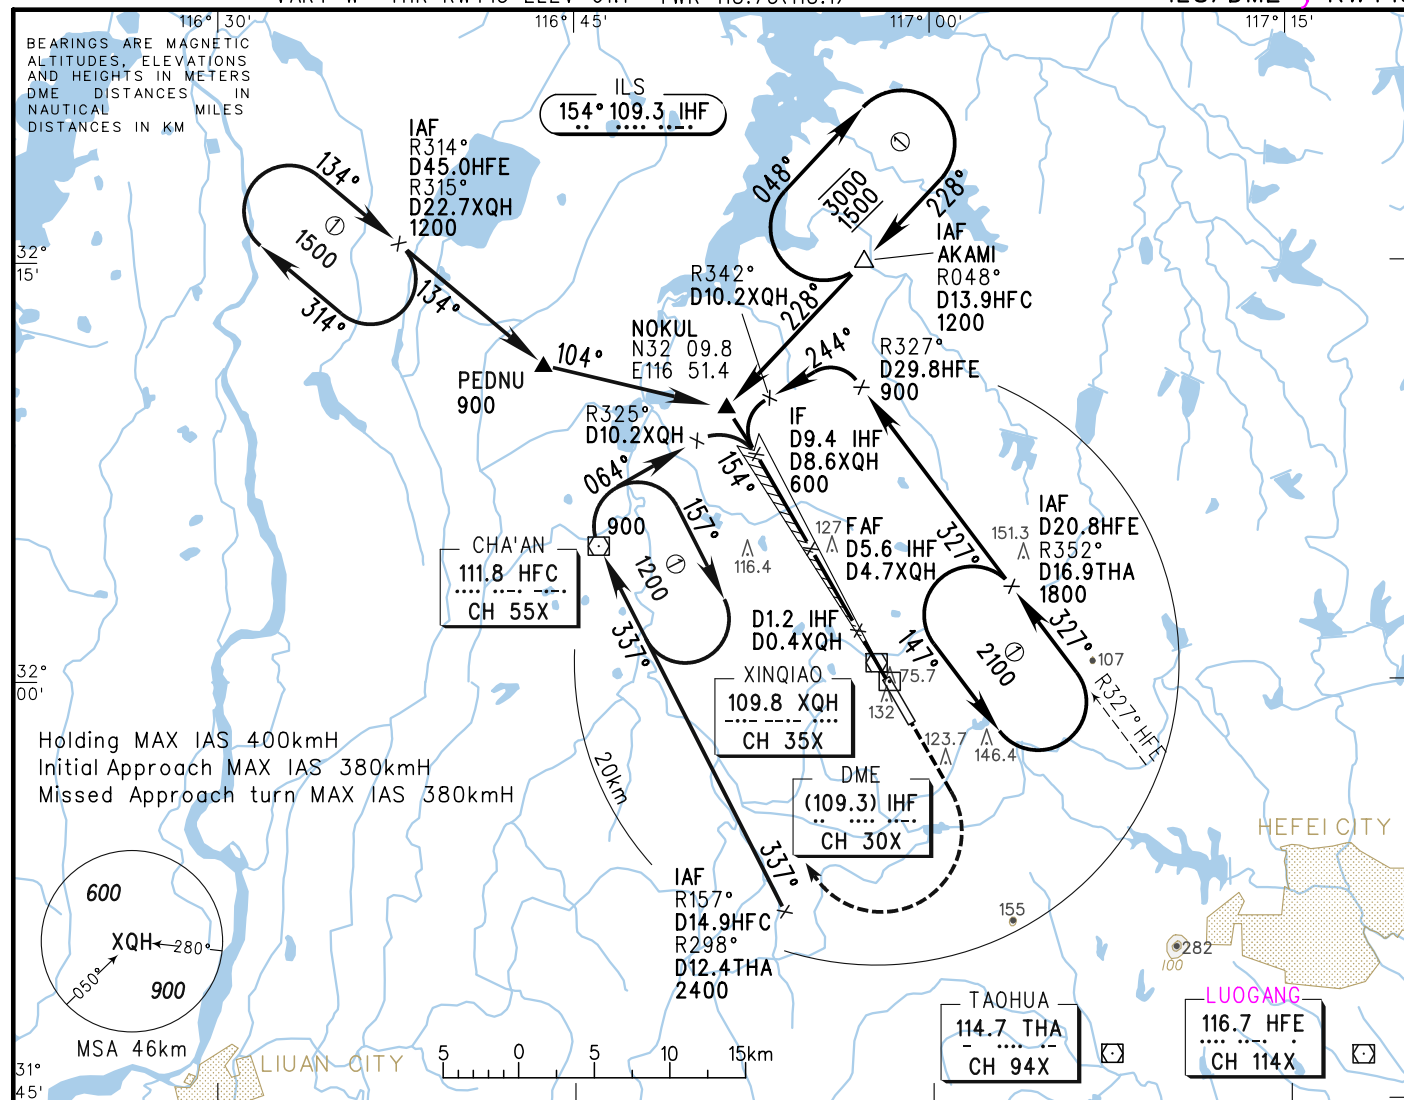 116°30'
116°45'
117°00'
117°15'
BEARINGS ARE MAGNETIC
ALTITUDES, ELEVATIONS
AND HEIGHTS IN METERS
DME DISTANCES IN
NAUTICAL MILES
DISTANCES IN KM
ILS
154° 109.3 IHF
IAF
R314°
D45.0HFE
R315°
D22.7XQH
1200
134°
1500
①
314°
134°
048°
3000
1500
①
228°
IAF
AKAMI
R048°
D13.9HFC
1200
228°
32°
15'
R342°
D10.2XQH
NOKUL
N32 09.8
E116 51.4
104°
PEDNU
900
244°
R327°
D29.8HFE
900
R325°
D10.2XQH
IF
D9.4 IHF
D8.6XQH
600
154°
064°
157°
900
1200
①
CHA'AN
111.8 HFC
CH 55X
116.4
127
FAF
D5.6 IHF
D4.7XQH
327°
151.3
IAF
D20.8HFE
R352°
D16.9THA
1800
327°
147°
2100
①
107
R327° HFE
D1.2 IHF
D0.4XQH
337°
32°
00'
XINQIAO
109.8 XQH
CH 35X
75.7
132
123.7
146.4
Holding MAX IAS 400kmH
Initial Approach MAX IAS 380kmH
Missed Approach turn MAX IAS 380kmH
20km
DME
(109.3) IHF
CH 30X
HEFEI CITY
337°
IAF
R157°
D14.9HFC
R298°
D12.4THA
2400
155
282
100
600
XQH
280°
050°
900
MSA 46km
TAOHUA
114.7 THA
CH 94X
LUOGANG
116.7 HFE
CH 114X
LIUAN CITY
5 0 5 10 15km
31°
45'